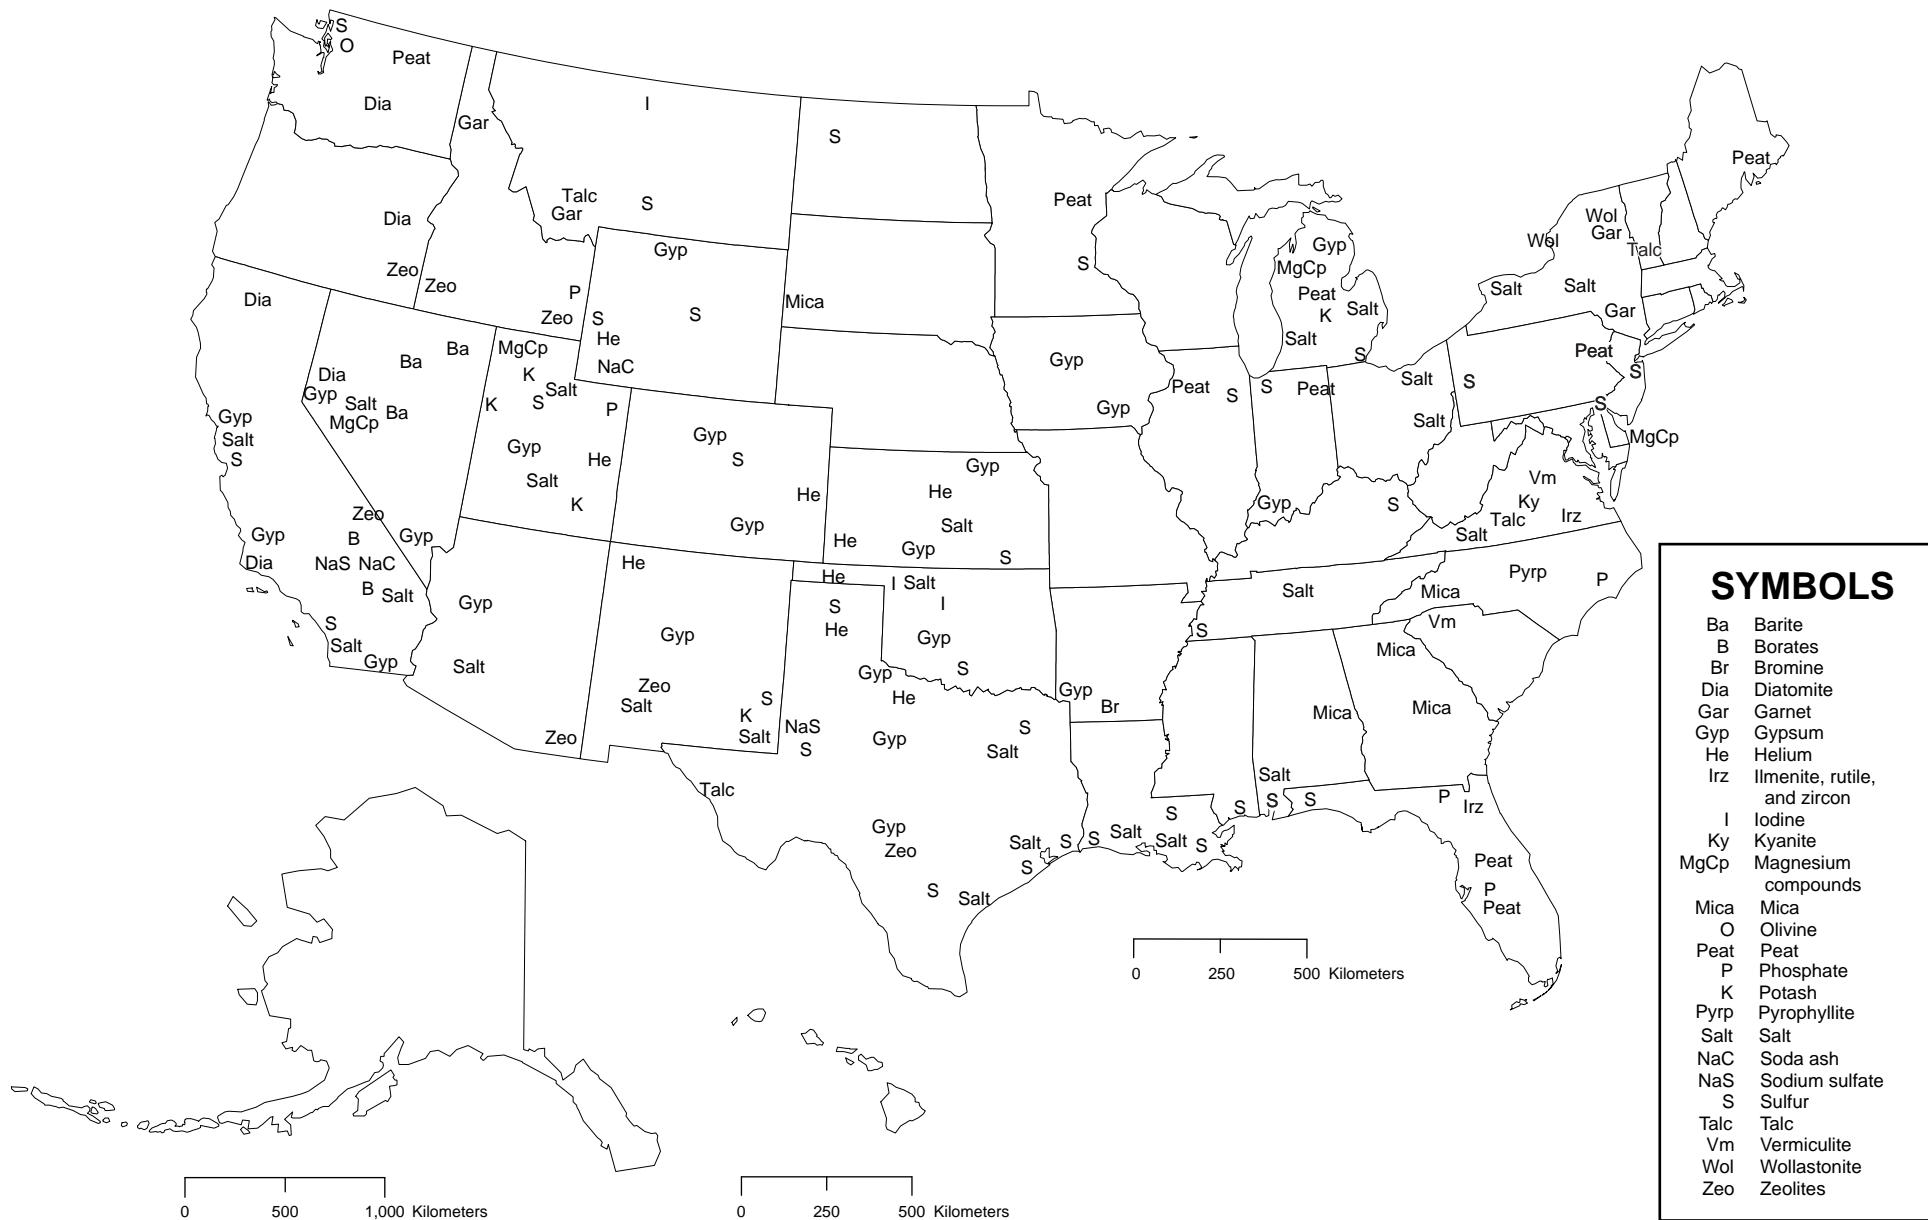 S
O
Peat
Dia
Gar
I
S
Talc
S
Gar
Dia
Gyp
Zeo
Zeo
P
Mica
Dia
Zeo
S
S
He
NaC
MgCp
Ba
Ba
K
Dia
Gyp
Salt
MgCp
Ba
K
S
Salt
P
Gyp
Salt
S
Gyp
He
Salt
K
Gyp
S
He
Gyp
Zeo
Gyp
Gyp
B
Dia
NaS
NaC
B
Salt
S
Salt
Gyp
Gyp
Salt
Zeo
He
Gyp
Zeo
Salt
S
K
Salt
Gyp
He
Salt
He
Gyp
S
He
I
Salt
I
Gyp
S
S
He
Gyp
He
NaS
S
Gyp
S
Salt
Talc
Gyp
Zeo
Salt
S
S
S
Salt
Peat
S
Gyp
Gyp
Gyp
MgCp
Peat
K
Salt
Salt
S
Peat
S
S
Peat
Gyp
Salt
Salt
S
S
Peat
S
S
MgCp
Peat
Wol
Gar
Wol
Talc
Salt
Salt
Gar
Vm
Ky
Talc
Irz
Salt
Salt
S
Pyrp
P
Mica
Vm
Mica
Mica
Mica
Gyp
Br
Salt
S
S
S
S
S
Salt
Salt
S
P
Irz
Peat
P
Peat
0 250 500 Kilometers
0 500 1,000 Kilometers
0 250 500 Kilometers
SYMBOLS
Ba Barite
B Borates
Br Bromine
Dia Diatomite
Gar Garnet
Gyp Gypsum
He Helium
Irz Ilmenite, rutile,
and zircon
I Iodine
Ky Kyanite
MgCp Magnesium
compounds
Mica Mica
O Olivine
Peat Peat
P Phosphate
K Potash
Pyrp Pyrophyllite
Salt Salt
NaC Soda ash
NaS Sodium sulfate
S Sulfur
Talc Talc
Vm Vermiculite
Wol Wollastonite
Zeo Zeolites